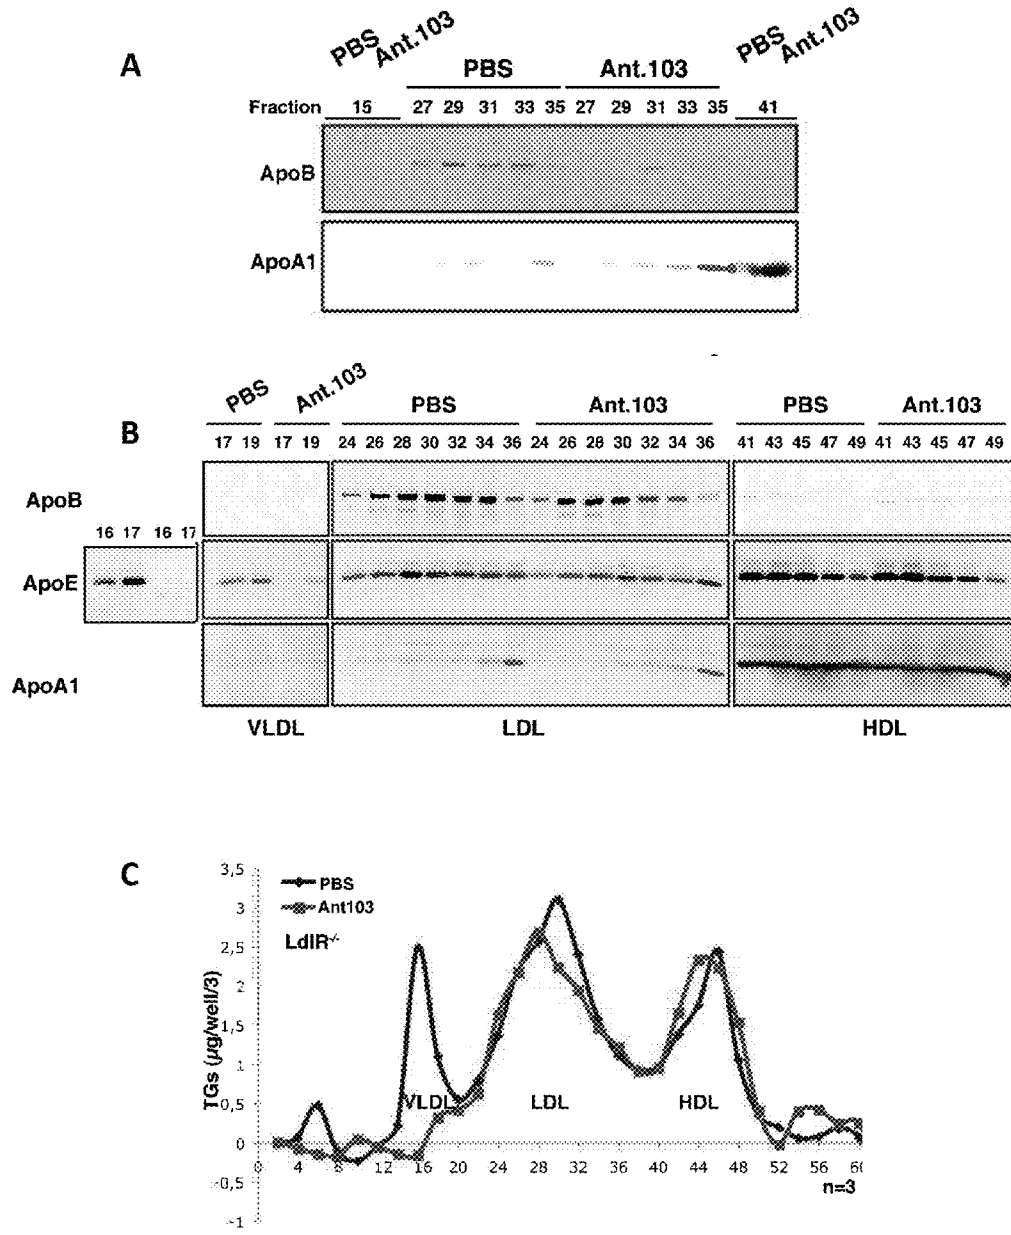 A
PBS Ant.103 PBS Ant.103
PBS Ant.103
Fraction 15 27 29 31 33 35 27 29 31 33 35 41
ApoB
ApoA1
B
PBS Ant.103 PBS Ant.103 PBS Ant.103
17 19 17 19 24 26 28 30 32 34 36 24 26 28 30 32 34 36 41 43 45 47 49 41 43 45 47 49
ApoB
16 17 16 17
ApoE
ApoA1
VLDL LDL HDL
C
3,5
PBS
3
Ant103
2,5
LdlR-/-
2
1,5
1
0,5
0
-0,5
-1
TGs (µg/well/3)
VLDL LDL HDL
0 4 8 12 16 20 24 28 32 36 40 44 48 52 56 60
n=3